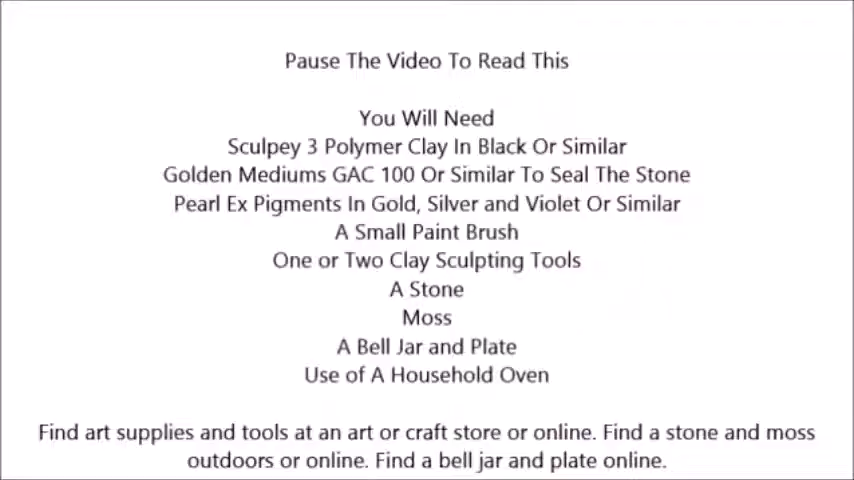 Pause The Video To Read This
You Will Need
Sculpey 3 Polymer Clay In Black Or Similar
Golden Mediums GAC 100 Or Similar To Seal The Stone
Pearl Ex Pigments In Gold, Silver and Violet Or Similar
A Small Paint Brush
One or Two Clay Sculpting Tools
A Stone
Moss
A Bell Jar and Plate
Use of A Household Oven
Find art supplies and tools at an art or craft store or online. Find a stone and moss
outdoors or online. Find a bell jar and plate online.